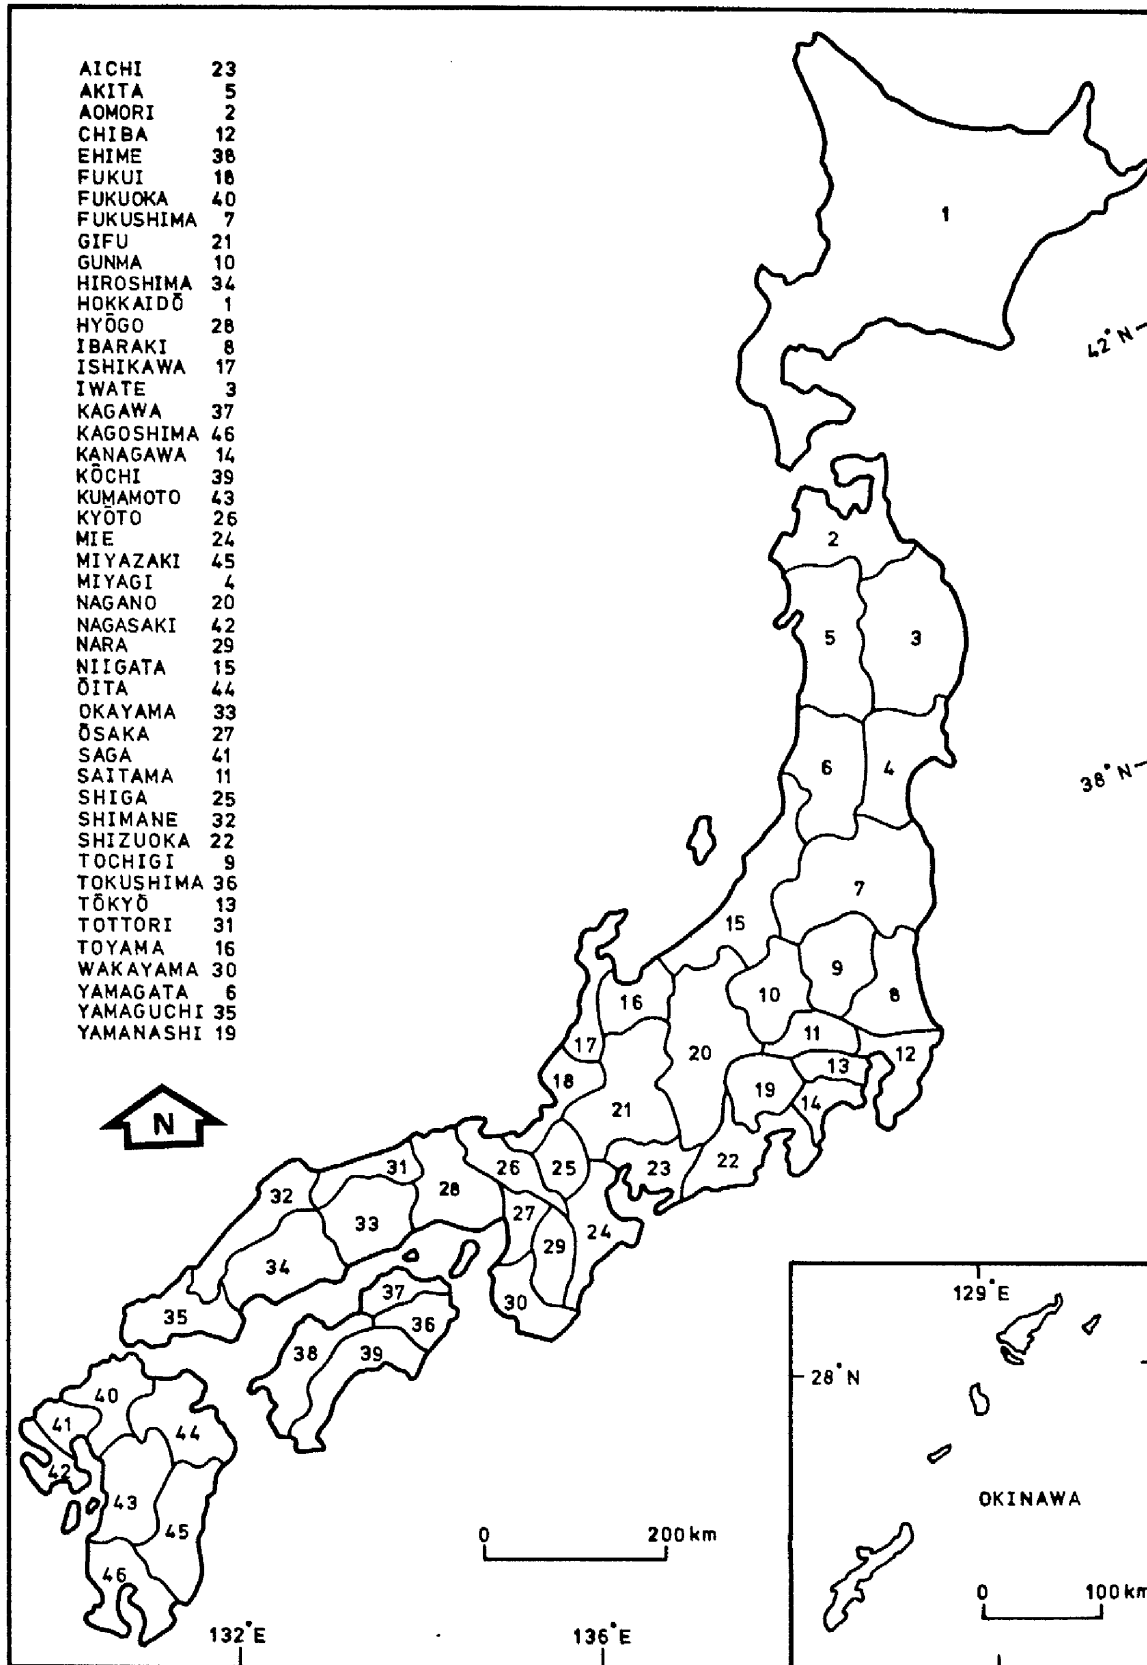 AICHI 23
AKITA 5
AOMORI 2
CHIBA 12
EHIME 38
FUKUI 18
FUKUOKA 40
FUKUSHIMA 7
GIFU 21
GUNMA 10
HIROSHIMA 34
HOKKAIDŌ 1
HYŌGO 28
IBARAKI 8
ISHIKAWA 17
IWATE 3
KAGAWA 37
KAGOSHIMA 46
KANAGAWA 14
KŌCHI 39
KUMAMOTO 43
KYŌTO 26
MIE 24
MIYAZAKI 45
MIYAGI 4
NAGANO 20
NAGASAKI 42
NARA 29
NIIGATA 15
ŌITA 44
OKAYAMA 33
ŌSAKA 27
SAGA 41
SAITAMA 11
SHIGA 25
SHIMANE 32
SHIZUOKA 22
TOCHIGI 9
TOKUSHIMA 36
TŌKYŌ 13
TOTTORI 31
TOYAMA 16
WAKAYAMA 30
YAMAGATA 6
YAMAGUCHI 35
YAMANASHI 19
N
1
42°N
2
5
3
6
4
38°N
7
15
9
10
8
16
11
17
20
12
13
18
19
14
21
31
26
25
23
22
32
28
27
33
24
29
34
37
30
35
36
38
39
40
41
44
42
43
45
46
0 200 km
132°E
136°E
129°E
28°N
OKINAWA
0 100 km